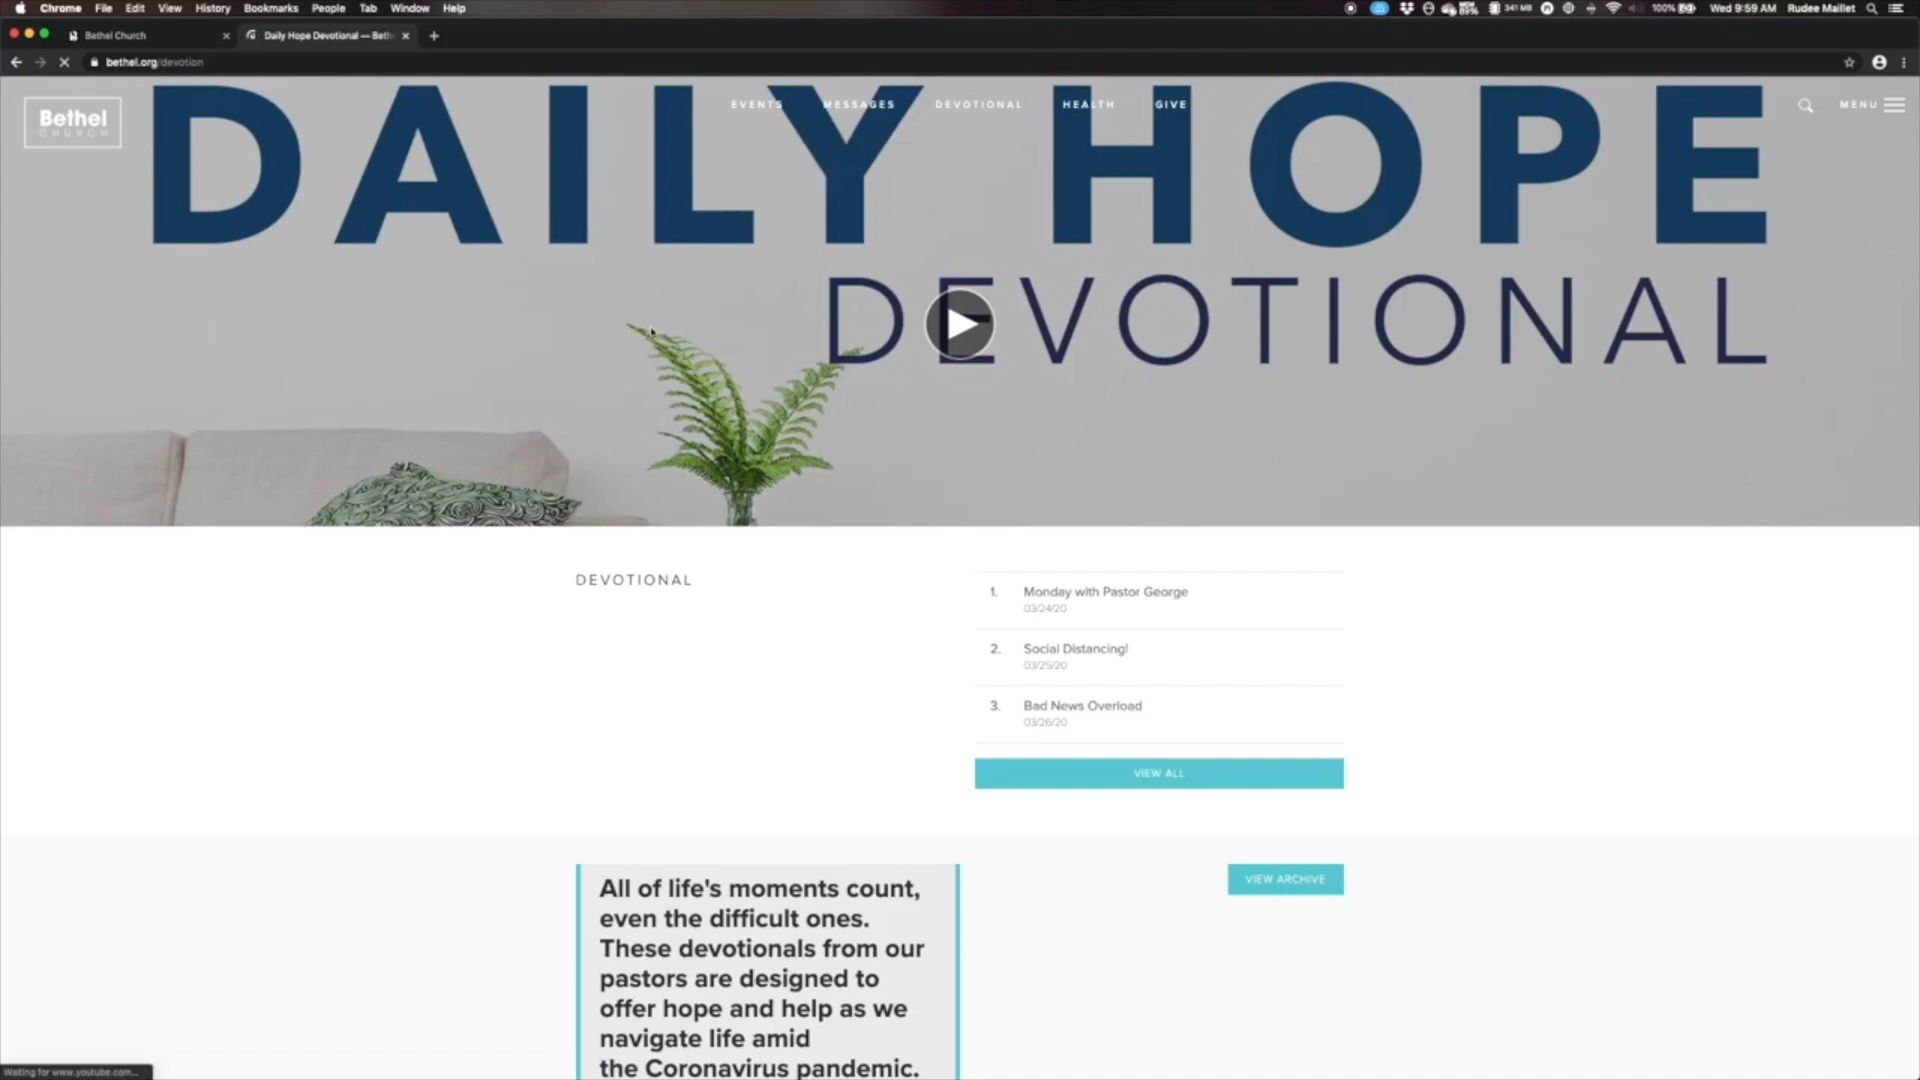 Chrome File Edit View History Bookmarks People Tab Window Help
341 MB 100% Wed 9:59 AM Rudee Maillet
Bethel Church
Daily Hope Devotional — Beth
bethel.org/devotion
Bethel
CHURCH
EVENTS MESSAGES DEVOTIONAL HEALTH GIVE
MENU
DAILY HOPE
DEVOTIONAL
DEVOTIONAL
1. Monday with Pastor George
03/24/20
2. Social Distancing!
03/25/20
3. Bad News Overload
03/26/20
VIEW ALL
All of life's moments count,
even the difficult ones.
These devotionals from our
pastors are designed to
offer hope and help as we
navigate life amid
the Coronavirus pandemic.
VIEW ARCHIVE
Waiting for www.youtube.com...